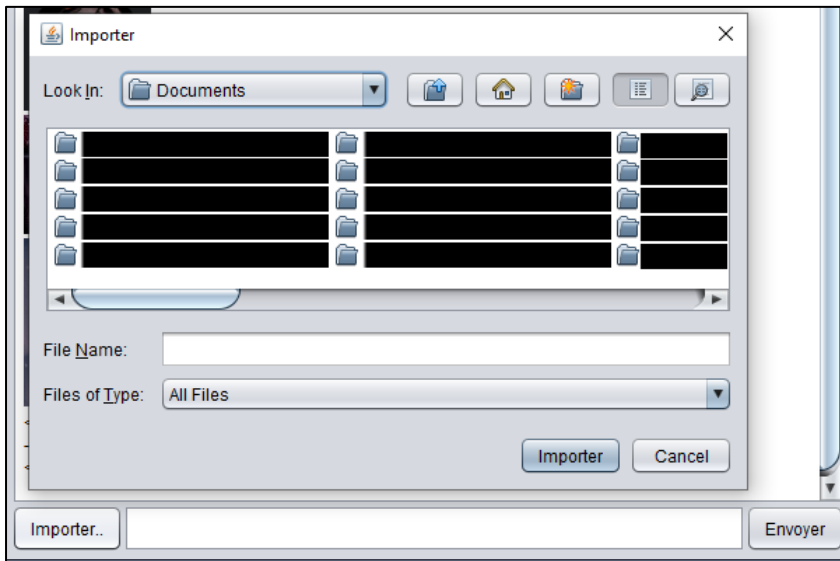 Importer
Look In: Documents
File Name:
Files of Type: All Files
Importer Cancel
Importer.. Envoyer